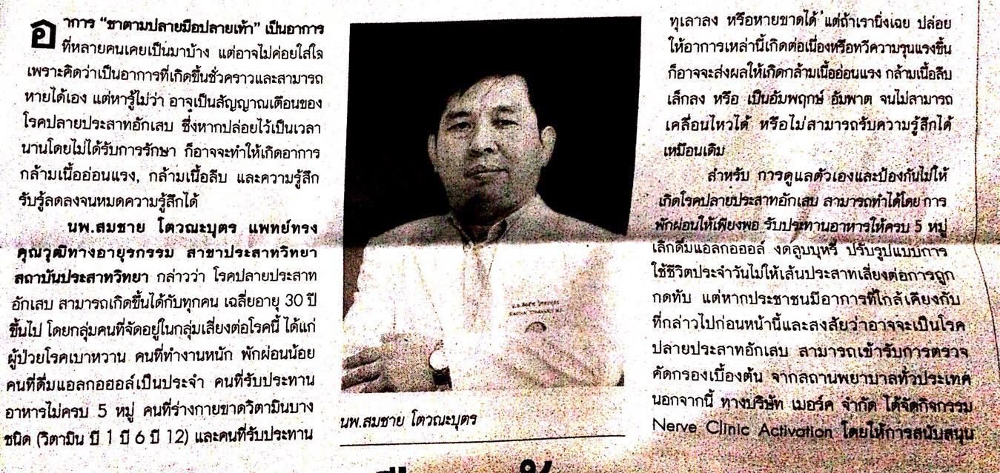 อาการ “ชาตามปลายมือปลายเท้า” เป็นอาการ
ที่หลายคนเคยเป็นมาบ้าง แต่อาจไม่ค่อยใส่ใจ
เพราะคิดว่าเป็นอาการที่เกิดขึ้นชั่วคราวและสามารถ
หายได้เอง แต่หารู้ไม่ว่า อาจเป็นสัญญาณเตือนของ
โรคปลายประสาทอักเสบ ซึ่งหากปล่อยไว้เป็นเวลา
นานโดยไม่ได้รับการรักษา ก็อาจจะทำให้เกิดอาการ
กล้ามเนื้ออ่อนแรง, กล้ามเนื้อลีบ และความรู้สึก
รับรู้ลดลงจนหมดความรู้สึกได้
นพ.สมชาย โตวณะบุตร แพทย์ทรง
คุณวุฒิทางอายุรกรรม สาขาประสาทวิทยา
สถาบันประสาทวิทยา กล่าวว่า โรคปลายประสาท
อักเสบ สามารถเกิดขึ้นได้กับทุกคน เฉลี่ยอายุ 30 ปี
ขึ้นไป โดยกลุ่มคนที่จัดอยู่ในกลุ่มเสี่ยงต่อโรคนี้ ได้แก่
ผู้ป่วยโรคเบาหวาน คนที่ทำงานหนัก พักผ่อนน้อย
คนที่ดื่มแอลกอฮอล์เป็นประจำ คนที่รับประทาน
อาหารไม่ครบ 5 หมู่ คนที่ร่างกายขาดวิตามินบาง
ชนิด (วิตามิน บี 1 บี 6 บี 12) และคนที่รับประทาน
นพ.สมชาย โตวณะบุตร
ทุเลาลง หรือหายขาดได้ แต่ถ้าเรานิ่งเฉย ปล่อย
ให้อาการเหล่านี้เกิดต่อเนื่องหรือทวีความรุนแรงขึ้น
ก็อาจจะส่งผลให้เกิดกล้ามเนื้ออ่อนแรง กล้ามเนื้อลีบ
เล็กลง หรือ เป็นอัมพฤกษ์ อัมพาต จนไม่สามารถ
เคลื่อนไหวได้ หรือไม่สามารถรับความรู้สึกได้
เหมือนเดิม
สำหรับ การดูแลตัวเองและป้องกันไม่ให้
เกิดโรคปลายประสาทอักเสบ สามารถทำได้โดย การ
พักผ่อนให้เพียงพอ รับประทานอาหารให้ครบ 5 หมู่
เลิกดื่มแอลกอฮอล์ งดสูบบุหรี่ ปรับรูปแบบการ
ใช้ชีวิตประจำวันไม่ให้เส้นประสาทเสี่ยงต่อการถูก
กดทับ แต่หากประชาชนมีอาการที่ใกล้เคียงกับ
ที่กล่าวไปก่อนหน้านี้และสงสัยว่าอาจจะเป็นโรค
ปลายประสาทอักเสบ สามารถเข้ารับการตรวจ
คัดกรองเบื้องต้น จากสถานพยาบาลทั่วประเทศ
นอกจากนี้ ทางบริษัท เมอร์ค จำกัด ได้จัดกิจกรรม
Nerve Clinic Activation โดยให้การสนับสนุน